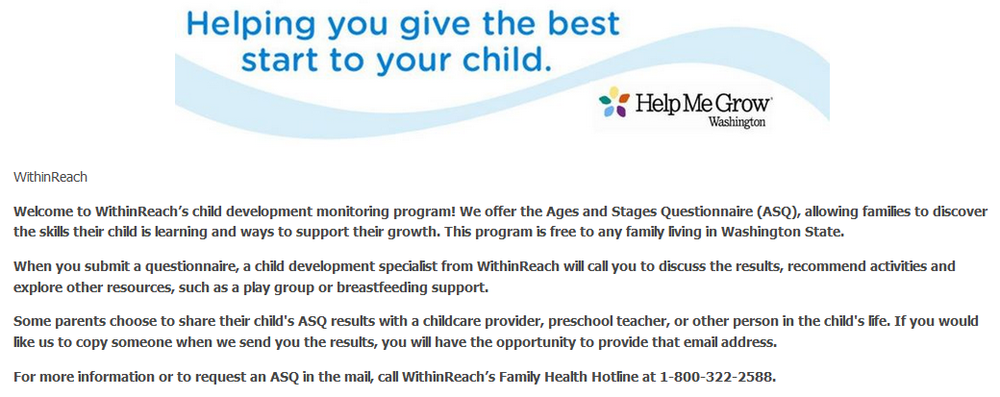 Helping you give the best
start to your child.
Help Me Grow
Washington
WithinReach
Welcome to WithinReach’s child development monitoring program! We offer the Ages and Stages Questionnaire (ASQ), allowing families to discover
the skills their child is learning and ways to support their growth. This program is free to any family living in Washington State.
When you submit a questionnaire, a child development specialist from WithinReach will call you to discuss the results, recommend activities and
explore other resources, such as a play group or breastfeeding support.
Some parents choose to share their child's ASQ results with a childcare provider, preschool teacher, or other person in the child's life. If you would
like us to copy someone when we send you the results, you will have the opportunity to provide that email address.
For more information or to request an ASQ in the mail, call WithinReach’s Family Health Hotline at 1-800-322-2588.